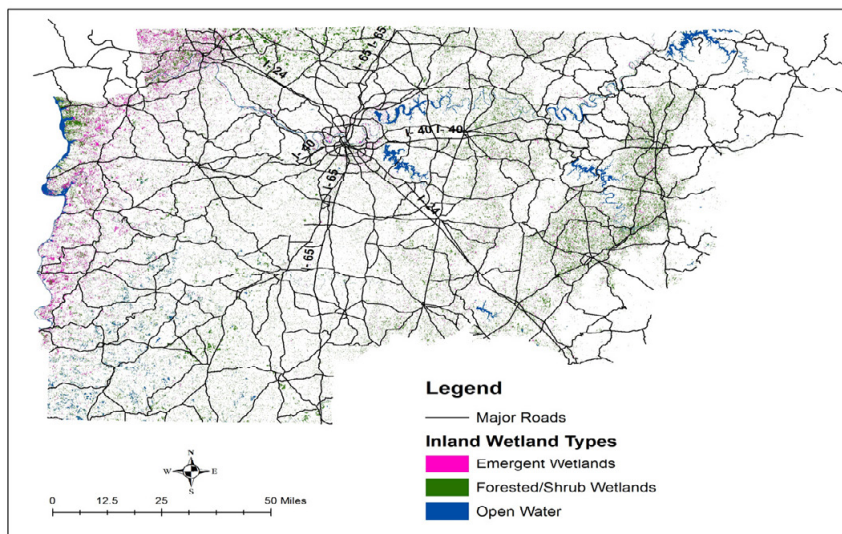 I - 24
I - 65
I - 65
I - 40
I - 40
I - 40
I - 65
I - 24
I - 65
Legend
Major Roads
Inland Wetland Types
Emergent Wetlands
Forested/Shrub Wetlands
Open Water
N
W
E
S
0 12.5 25 50 Miles